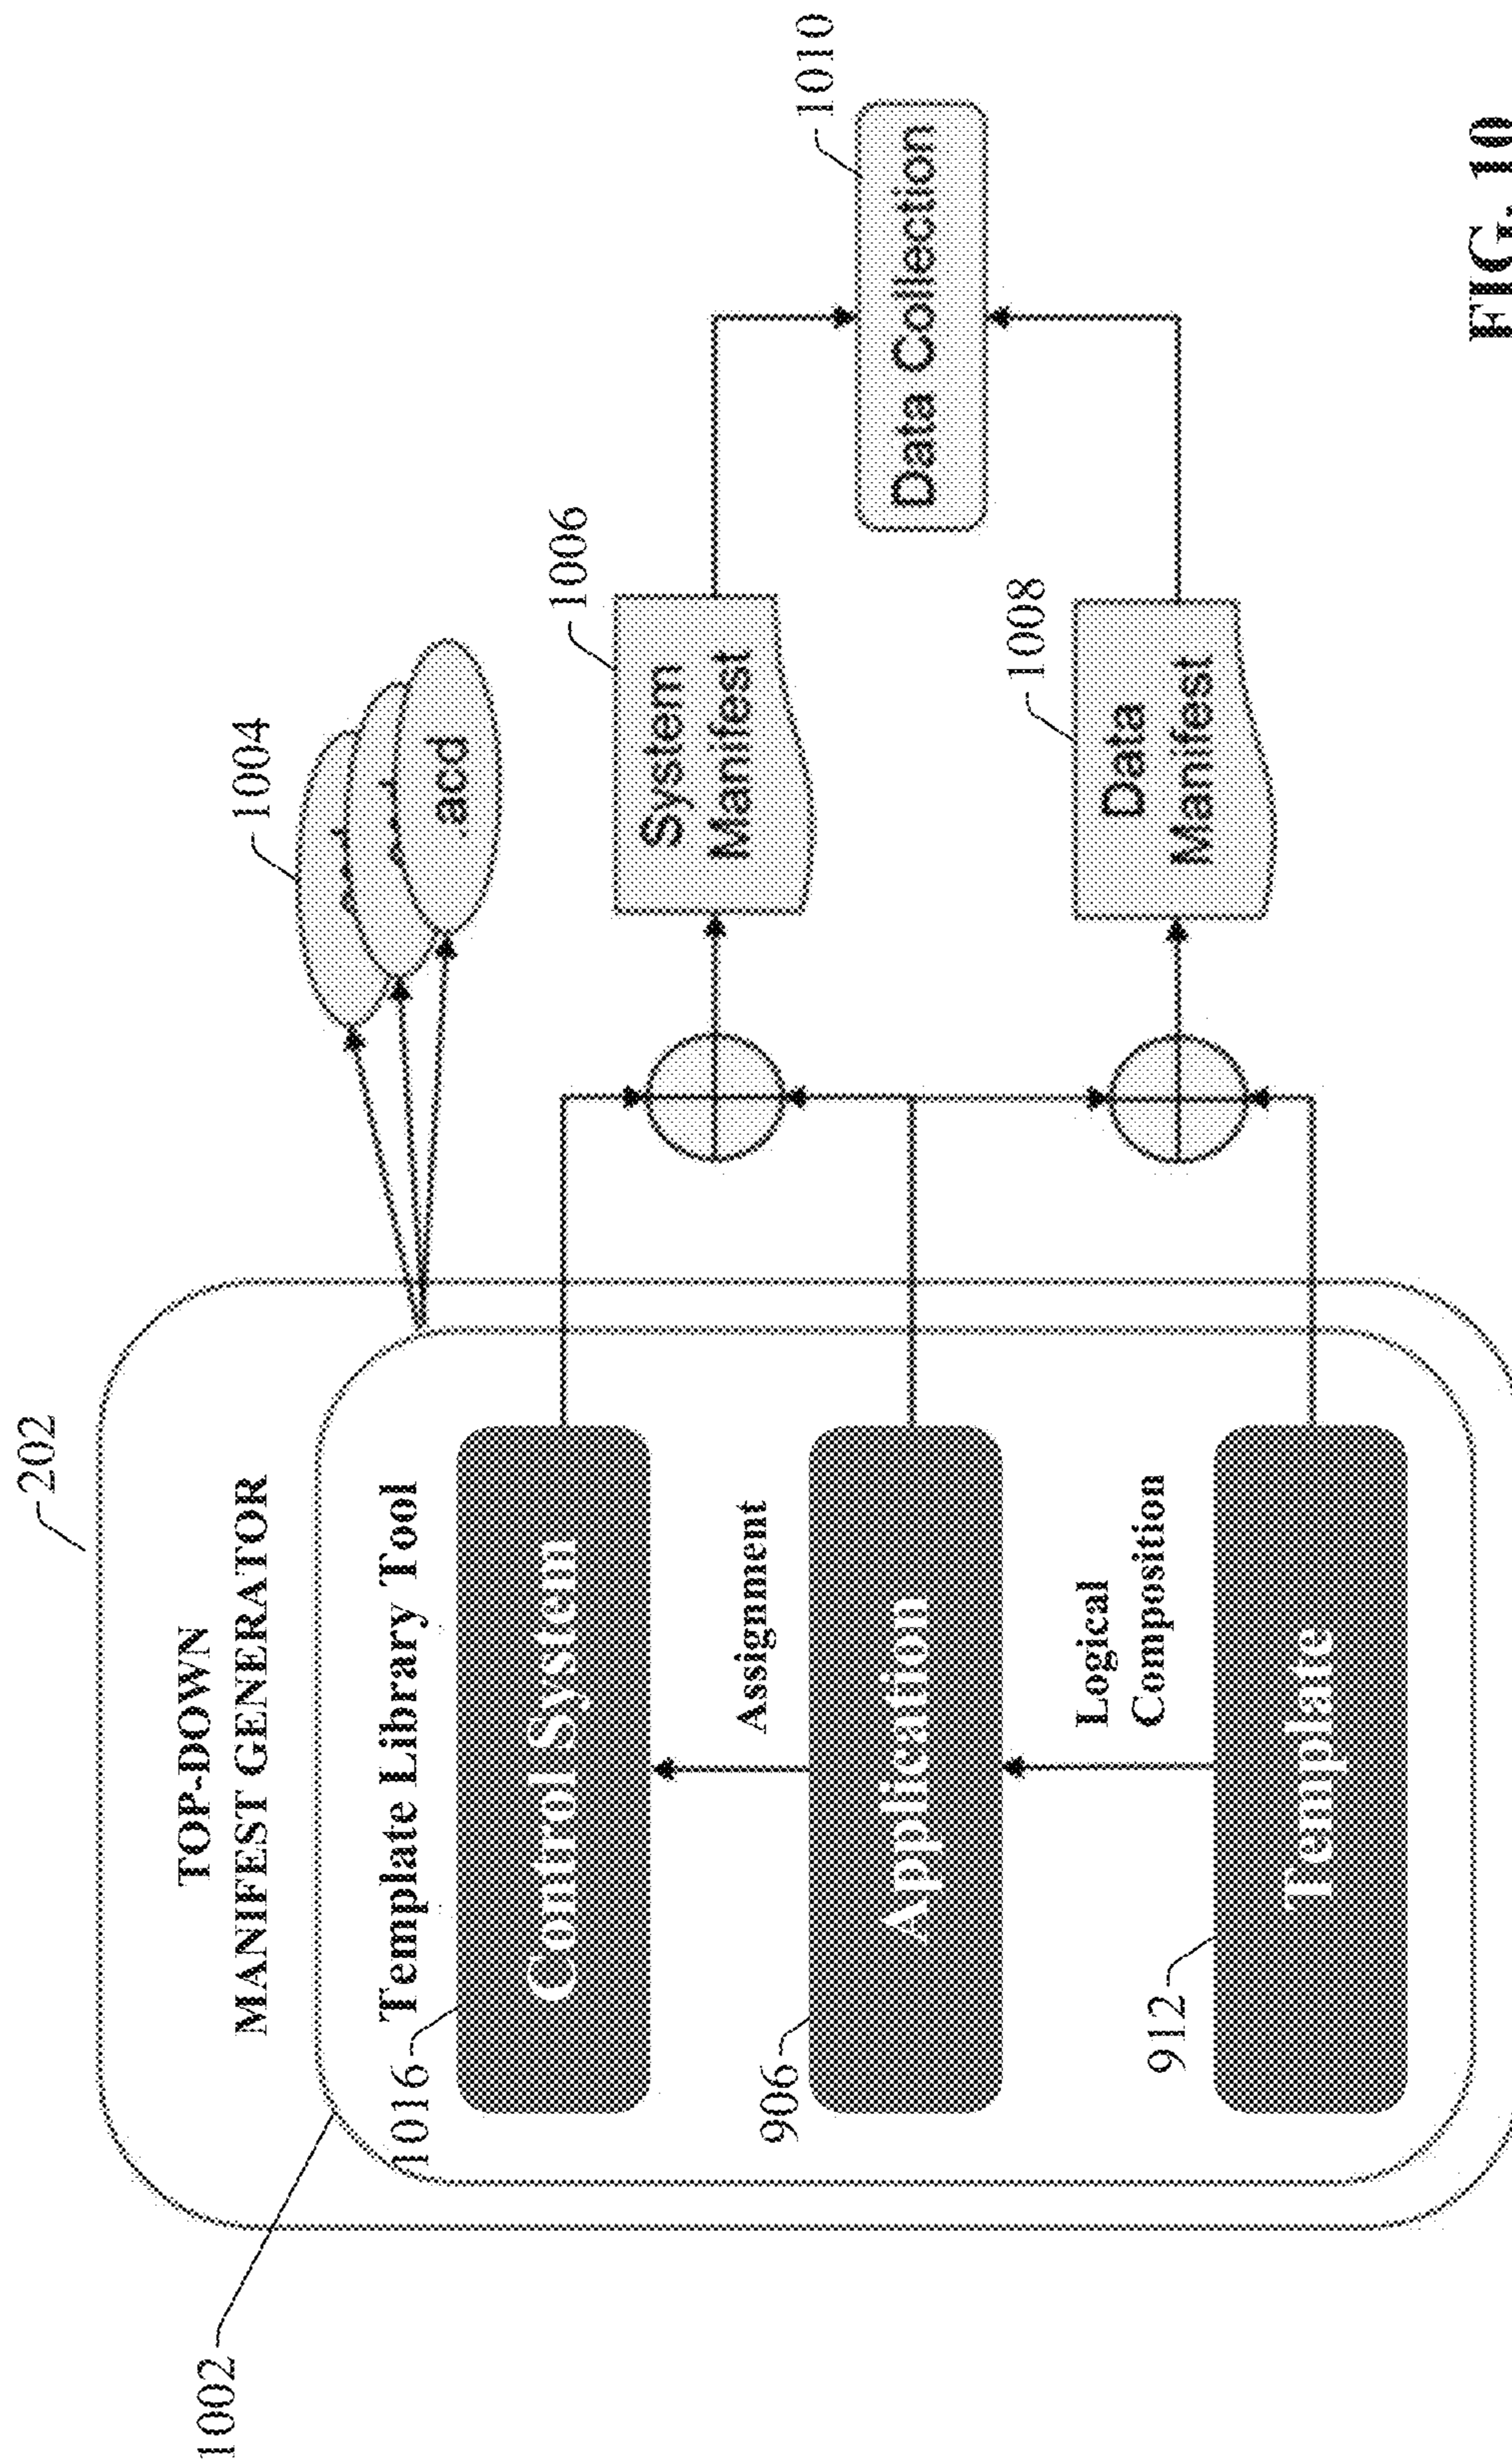 202
TOP-DOWN
MANIFEST GENERATOR
1002
Template Library Tool
1016
Control System
Assignment
906
Application
Logical
Composition
912
Template
1004
.acd
1006
System
Manifest
1008
Data
Manifest
1010
Data Collection
FIG. 10